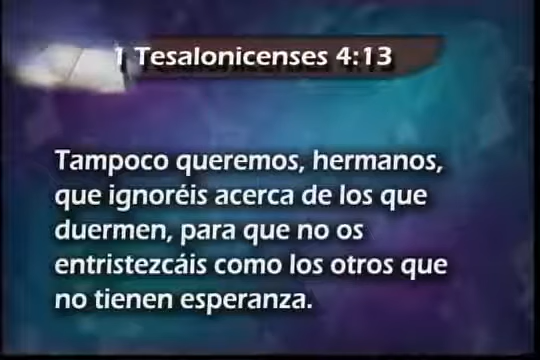 1 Tesalonicenses 4:13
Tampoco queremos, hermanos,
que ignoréis acerca de los que
duermen, para que no os
entristezcáis como los otros que
no tienen esperanza.